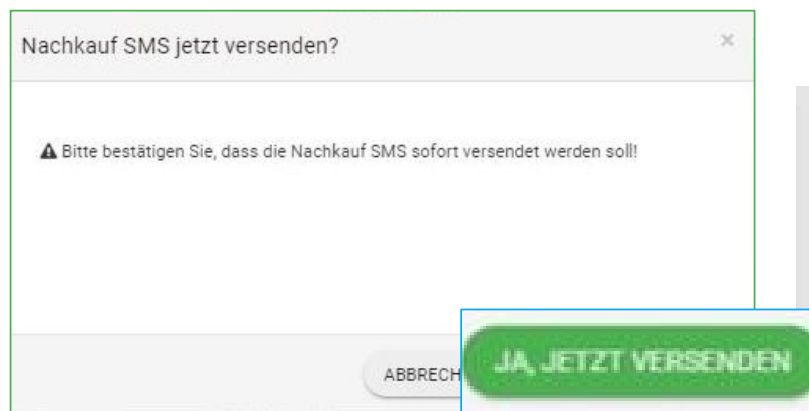 Nachkauf SMS jetzt versenden? ×
Bitte bestätigen Sie, dass die Nachkauf SMS sofort versendet werden soll!
ABBRECH
JA, JETZT VERSENDEN